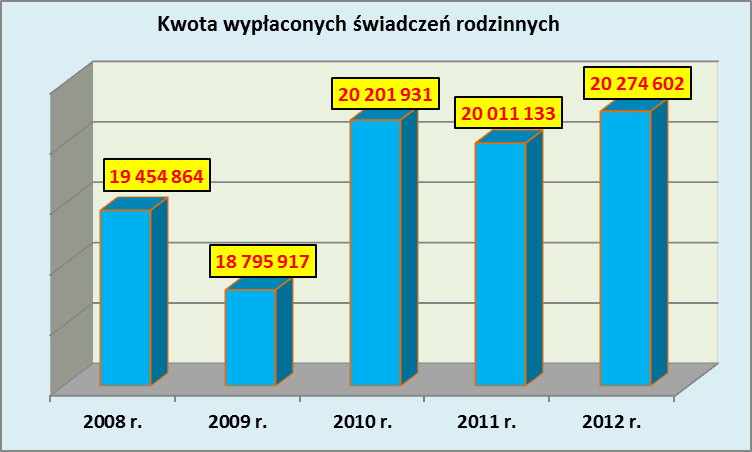 Kwota wypłaconych świadczeń rodzinnych
19 454 864
18 795 917
20 201 931
20 011 133
20 274 602
2008 r.
2009 r.
2010 r.
2011 r.
2012 r.